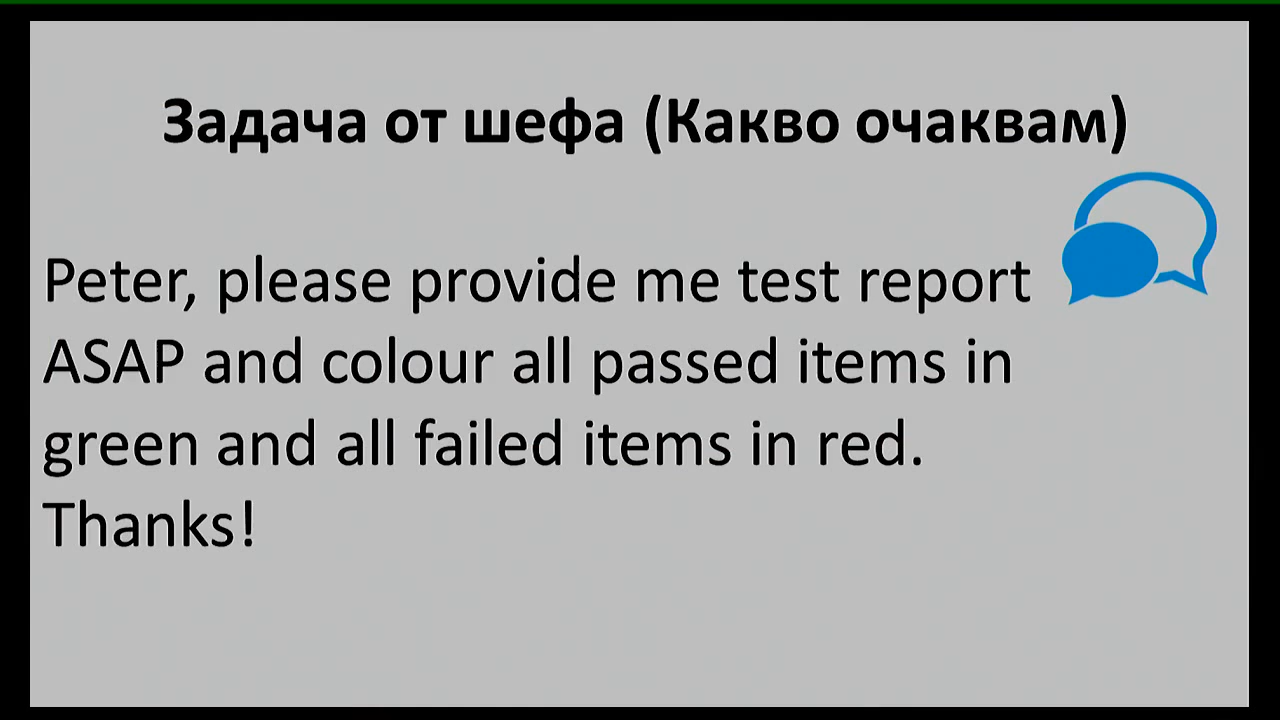 Задача от шефа (Какво очаквам)
Peter, please provide me test report
ASAP and colour all passed items in
green and all failed items in red.
Thanks!